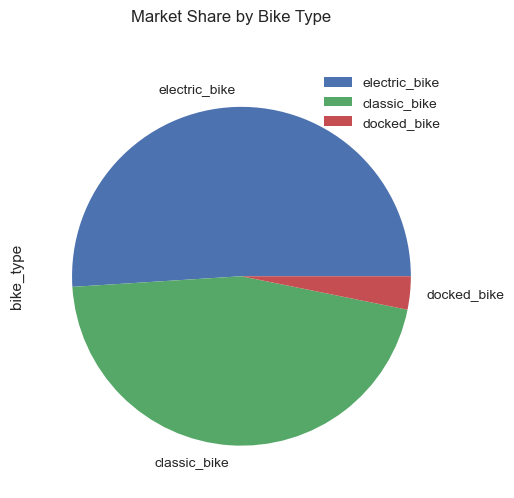 Market Share by Bike Type
electric_bike
classic_bike
docked_bike
electric_bike
bike_type
docked_bike
classic_bike